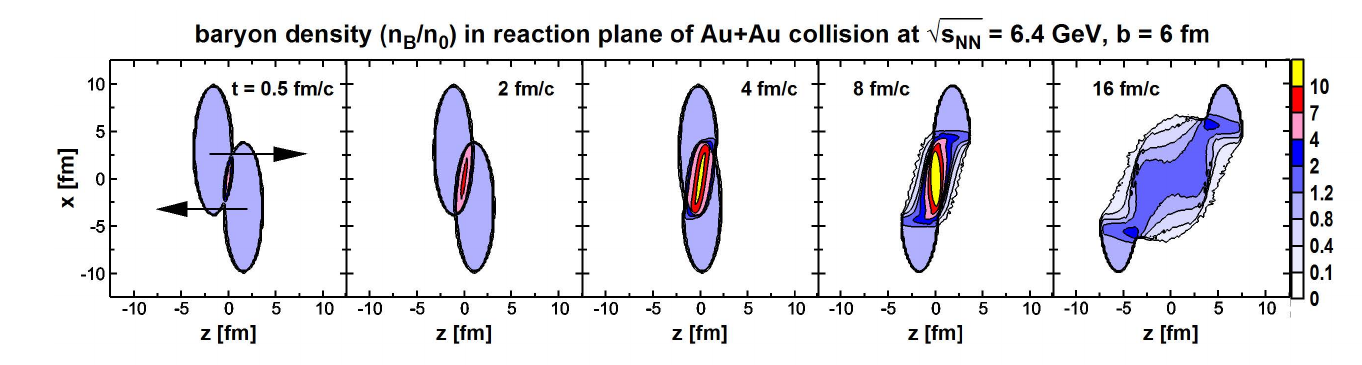 baryon density (n_B/n_0) in reaction plane of Au+Au collision at √s_NN = 6.4 GeV, b = 6 fm
t = 0.5 fm/c
2 fm/c
4 fm/c
8 fm/c
16 fm/c
x [fm]
10
5
0
-5
-10
-10 -5 0 5 10
-10 -5 0 5 10
-10 -5 0 5 10
-10 -5 0 5 10
-10 -5 0 5 10
z [fm]
z [fm]
z [fm]
z [fm]
z [fm]
10
7
4
2
1.2
0.8
0.4
0.1
0